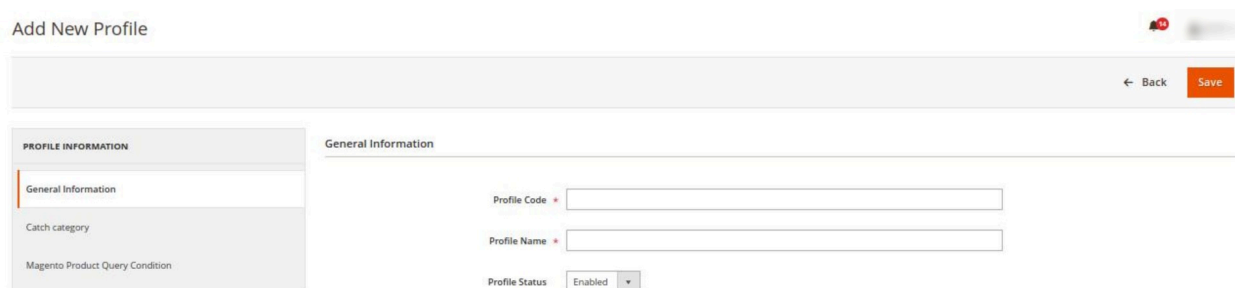 Add New Profile
14
← Back
Save
PROFILE INFORMATION
General Information
Catch category
Magento Product Query Condition
General Information
Profile Code *
Profile Name *
Profile Status Enabled